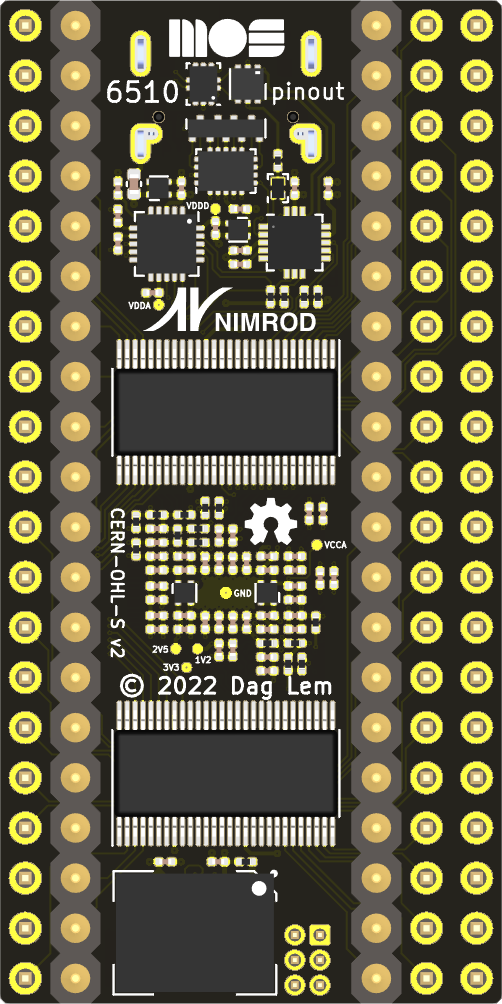 mos
6510 pinout
VDDD
VDDA
NIMROD
CERN-OHL-S v2
VCCA
GND
2V5
1V2
3V3
© 2022 Dag Lem